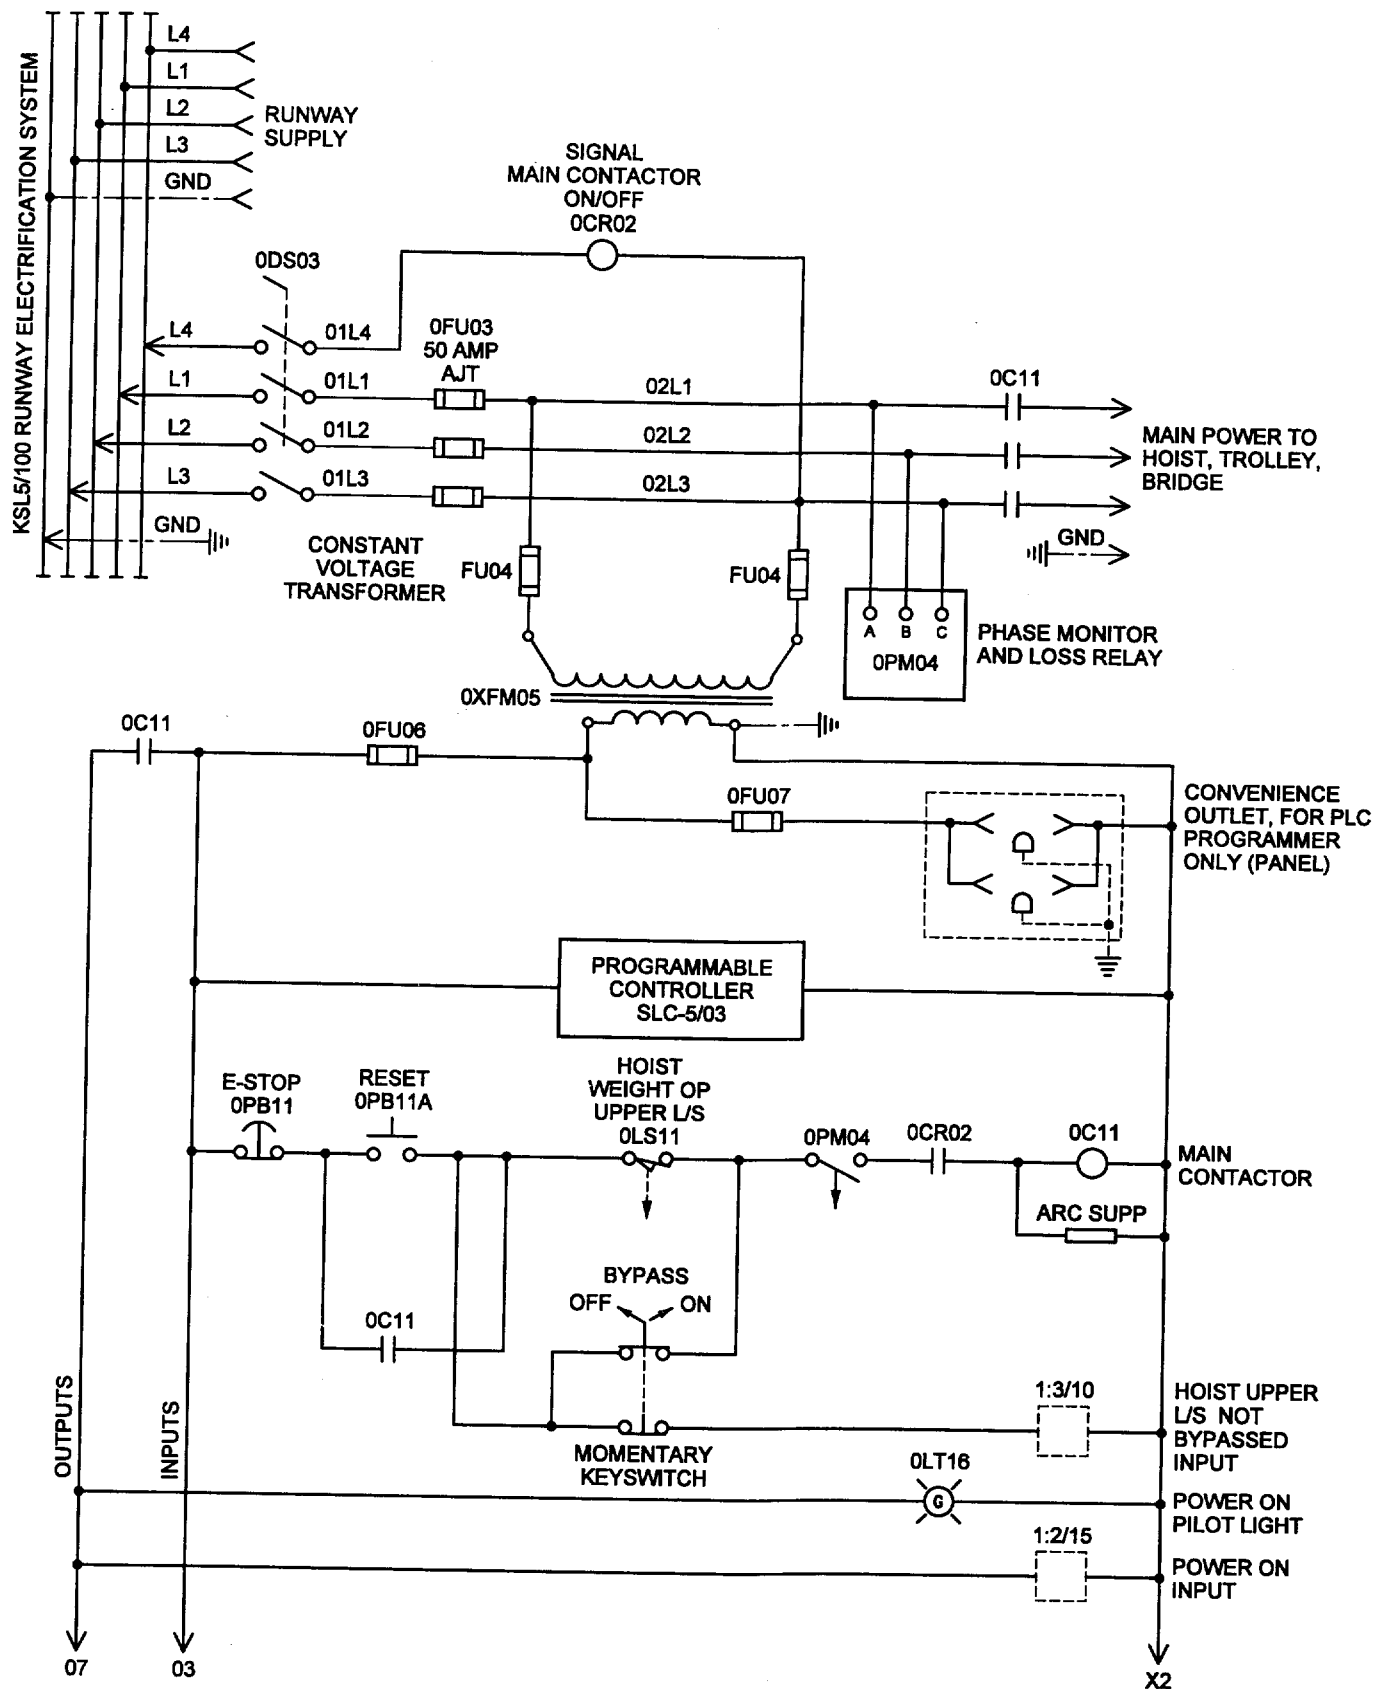 KSL5/100 RUNWAY ELECTRIFICATION SYSTEM
L4
L1
L2
L3
GND
RUNWAY
SUPPLY
SIGNAL
MAIN CONTACTOR
ON/OFF
0CR02
0DS03
L4
01L4
0FU03
50 AMP
AJT
L1
01L1
02L1
0C11
L2
01L2
02L2
MAIN POWER TO
HOIST, TROLLEY,
BRIDGE
L3
01L3
02L3
GND
GND
CONSTANT
VOLTAGE
TRANSFORMER
FU04
FU04
A B C
0PM04
PHASE MONITOR
AND LOSS RELAY
0XFM05
0C11
0FU06
0FU07
CONVENIENCE
OUTLET, FOR PLC
PROGRAMMER
ONLY (PANEL)
PROGRAMMABLE
CONTROLLER
SLC-5/03
E-STOP
0PB11
RESET
0PB11A
HOIST
WEIGHT OP
UPPER L/S
0LS11
0PM04
0CR02
0C11
MAIN
CONTACTOR
ARC SUPP
BYPASS
OFF
ON
0C11
MOMENTARY
KEYSWITCH
1:3/10
HOIST UPPER
L/S NOT
BYPASSED
INPUT
OUTPUTS
INPUTS
0LT16
G
POWER ON
PILOT LIGHT
1:2/15
POWER ON
INPUT
07
03
X2